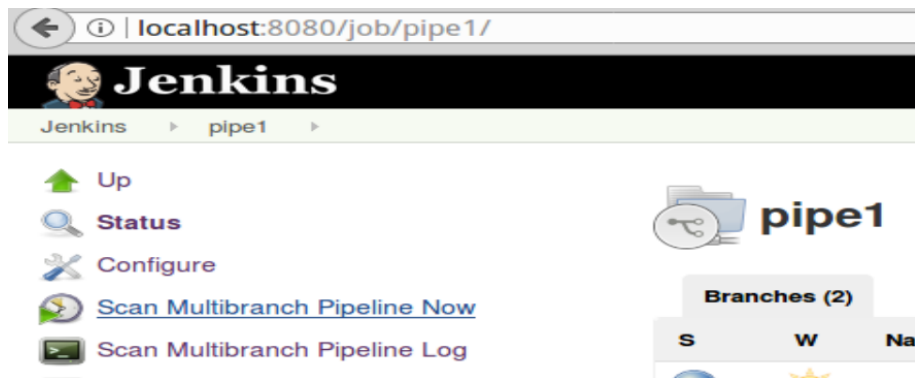 localhost:8080/job/pipe1/
Jenkins
Jenkins pipe1
Up
Status
Configure
Scan Multibranch Pipeline Now
Scan Multibranch Pipeline Log
pipe1
Branches (2)
S W Na